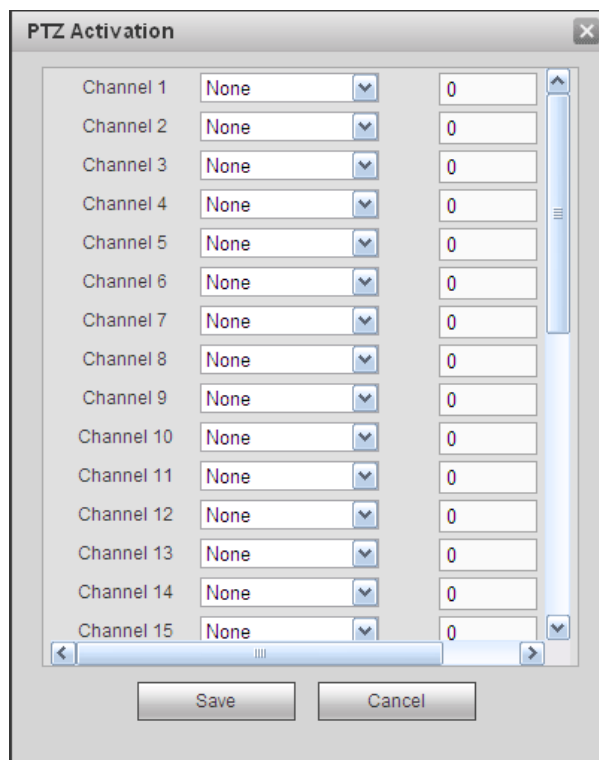 PTZ Activation
Channel 1 None 0
Channel 2 None 0
Channel 3 None 0
Channel 4 None 0
Channel 5 None 0
Channel 6 None 0
Channel 7 None 0
Channel 8 None 0
Channel 9 None 0
Channel 10 None 0
Channel 11 None 0
Channel 12 None 0
Channel 13 None 0
Channel 14 None 0
Channel 15 None 0
Save Cancel